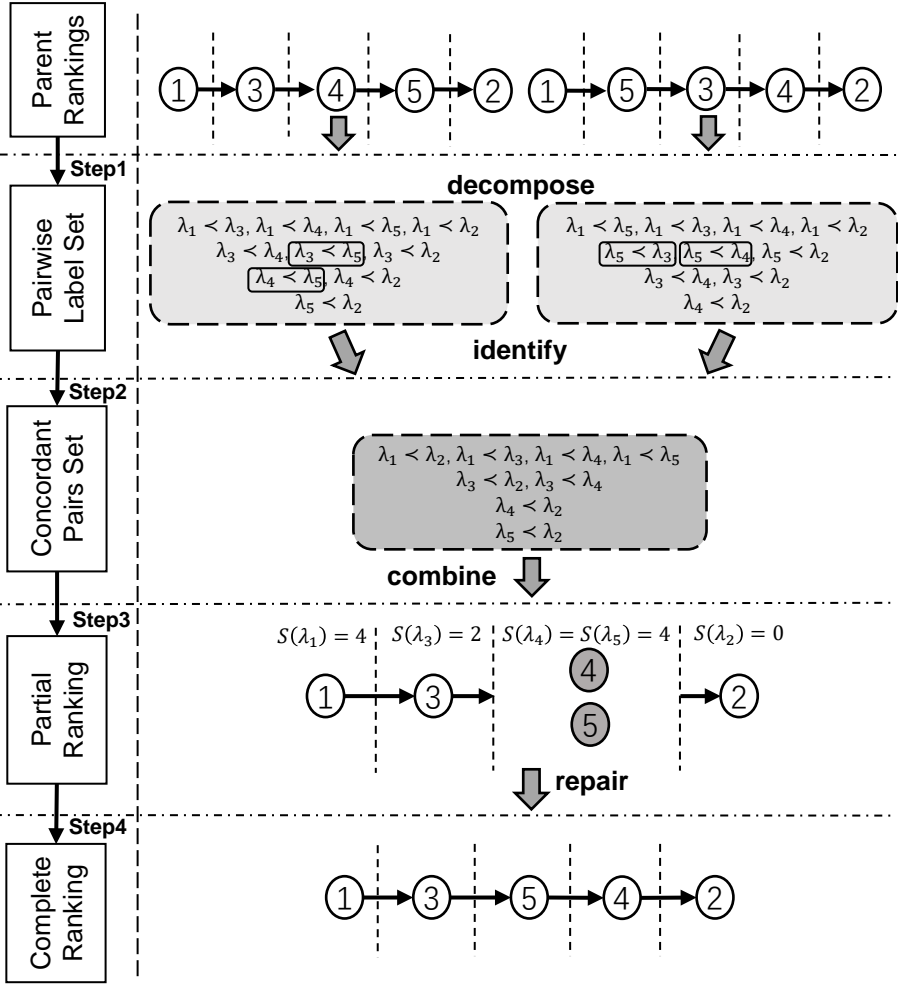 Parent
Rankings
1 3 4 5 2
1 5 3 4 2
Step1
Pairwise
Label Set
decompose
λ₁ ≺ λ₃, λ₁ ≺ λ₄, λ₁ ≺ λ₅, λ₁ ≺ λ₂
λ₃ ≺ λ₄, λ₃ ≺ λ₅, λ₃ ≺ λ₂
λ₄ ≺ λ₅, λ₄ ≺ λ₂
λ₅ ≺ λ₂
λ₁ ≺ λ₅, λ₁ ≺ λ₃, λ₁ ≺ λ₄, λ₁ ≺ λ₂
λ₅ ≺ λ₃ λ₅ ≺ λ₄, λ₅ ≺ λ₂
λ₃ ≺ λ₄, λ₃ ≺ λ₂
λ₄ ≺ λ₂
identify
Step2
Concordant
Pairs Set
λ₁ ≺ λ₂, λ₁ ≺ λ₃, λ₁ ≺ λ₄, λ₁ ≺ λ₅
λ₃ ≺ λ₂, λ₃ ≺ λ₄
λ₄ ≺ λ₂
λ₅ ≺ λ₂
combine
Step3
Partial
Ranking
S(λ₁) = 4 S(λ₃) = 2 S(λ₄) = S(λ₅) = 4 S(λ₂) = 0
4
1 3 2
5
repair
Step4
Complete
Ranking
1 3 5 4 2